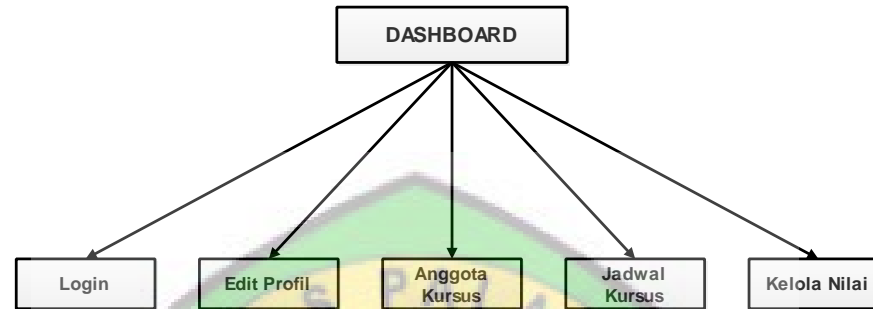 DASHBOARD
Login
Edit Profil
Anggota
Kursus
Jadwal
Kursus
Kelola Nilai